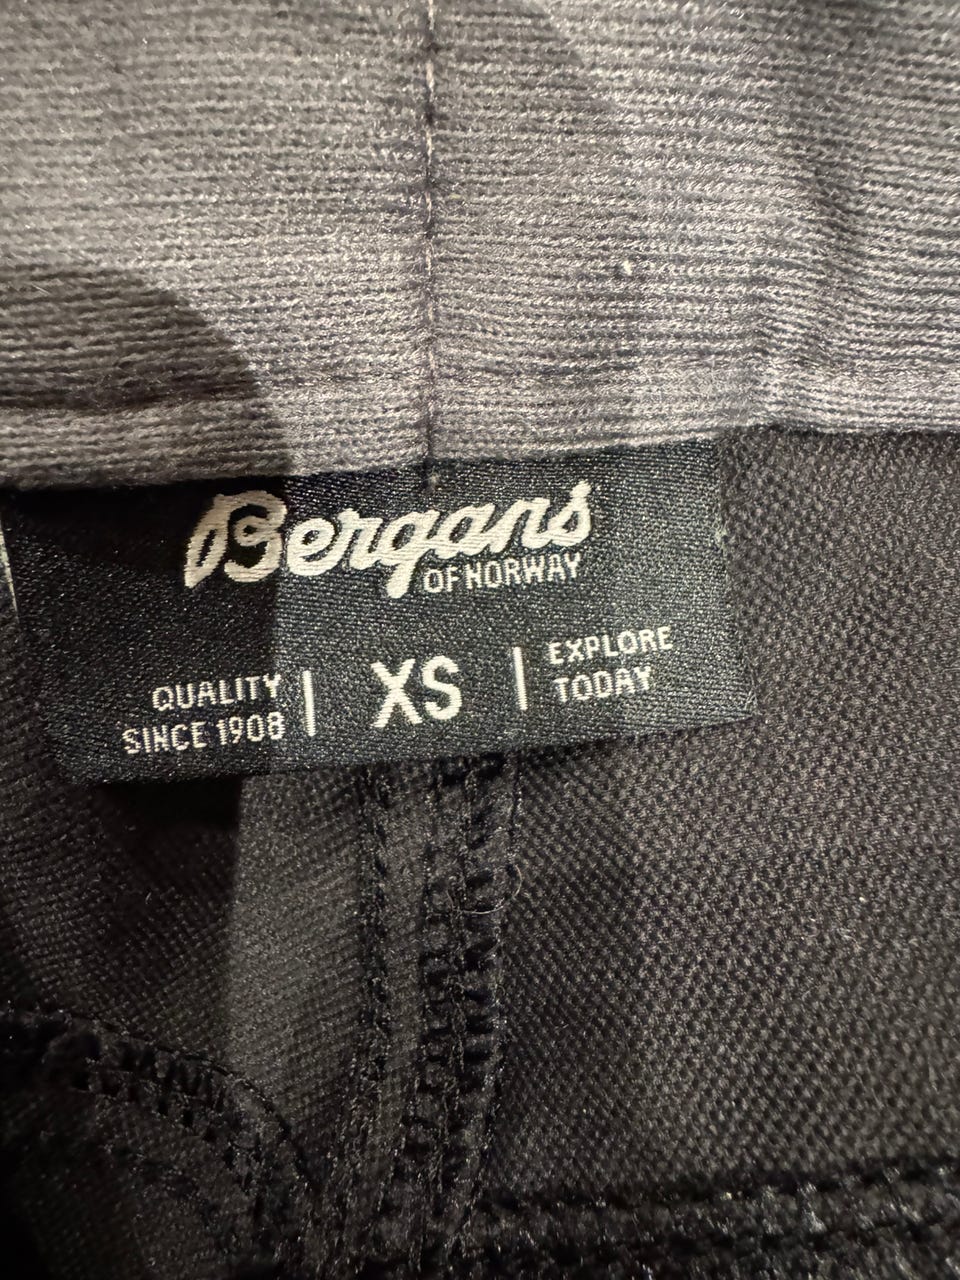 Bergans
OF NORWAY
QUALITY
SINCE 1908
XS
EXPLORE
TODAY